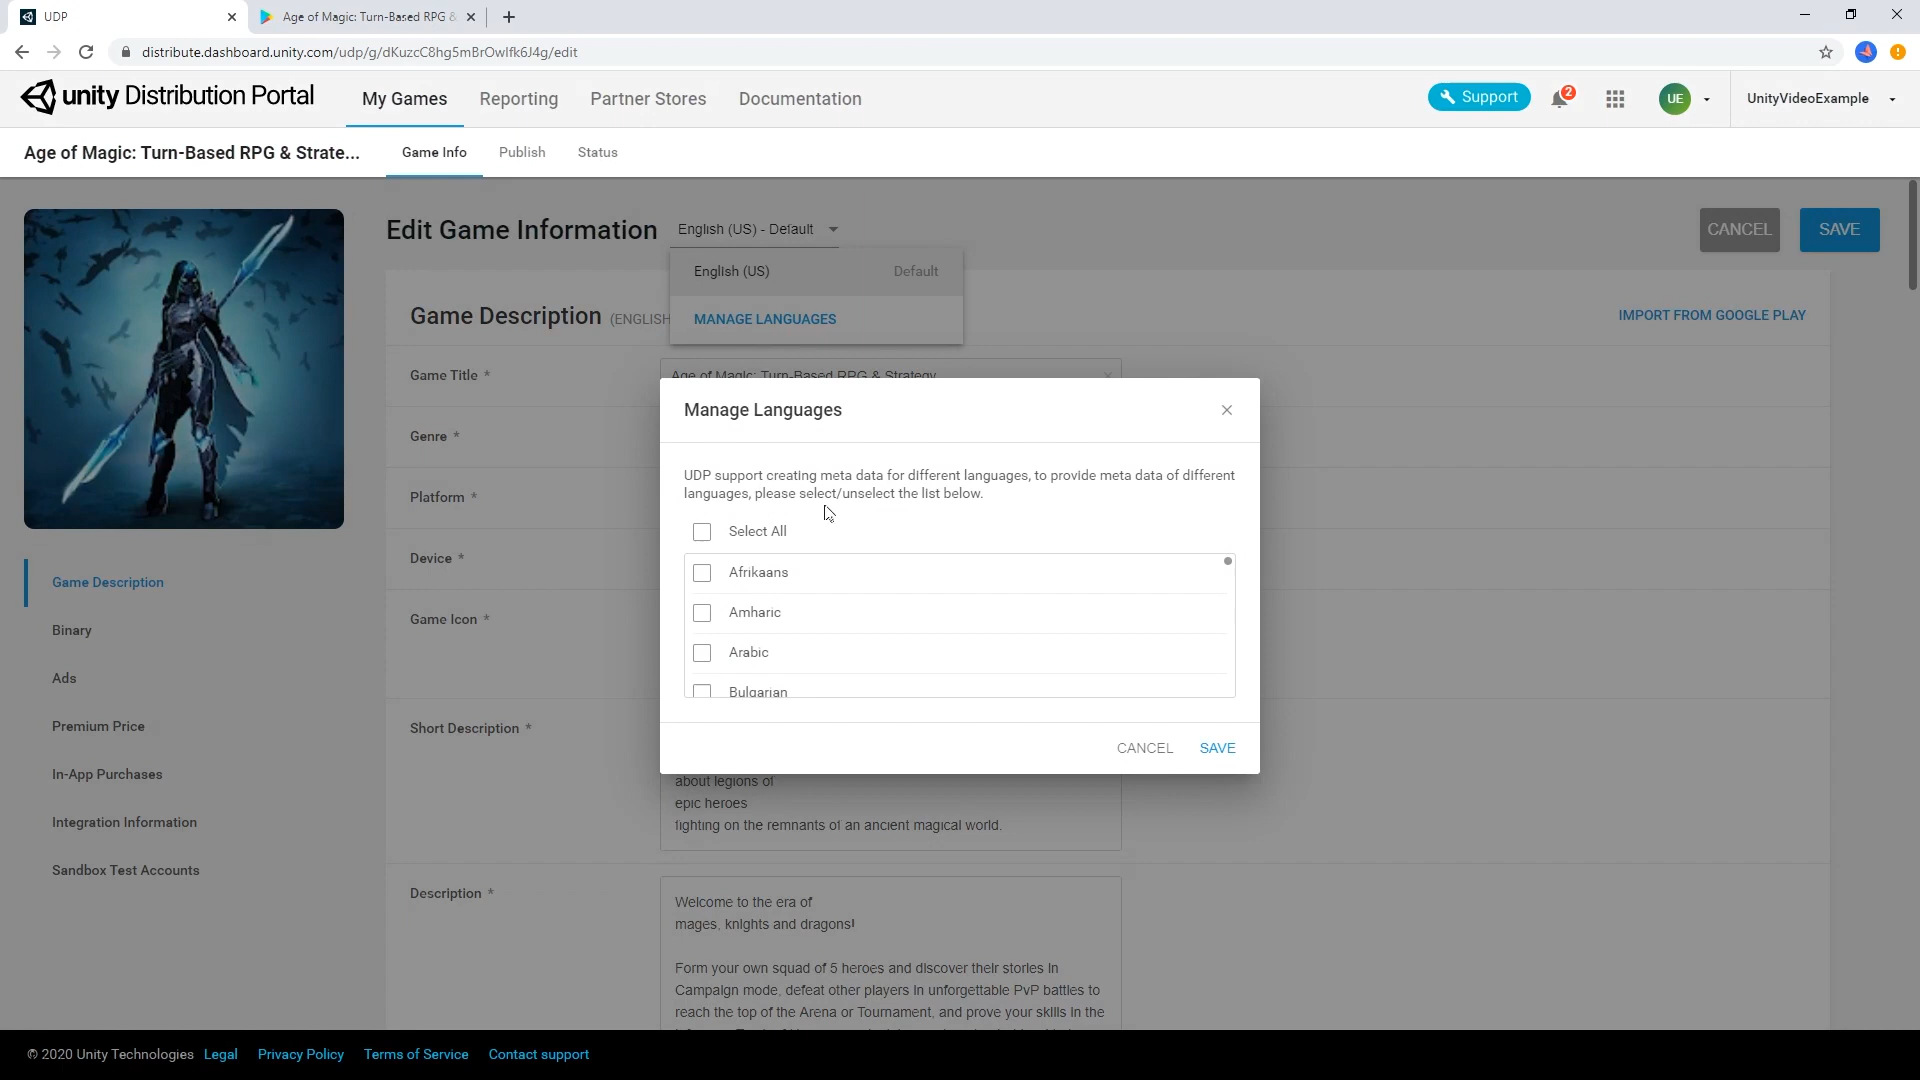 UDP
Age of Magic: Turn-Based RPG &
distribute.dashboard.unity.com/udp/g/dKuzcC8hg5mBrOwlfk6J4g/edit
unity Distribution Portal
My Games
Reporting
Partner Stores
Documentation
Support
2
UE
UnityVideoExample
Age of Magic: Turn-Based RPG & Strate...
Game Info
Publish
Status
Edit Game Information
English (US) - Default
CANCEL
SAVE
English (US)
Default
MANAGE LANGUAGES
Game Description (ENGLISH
IMPORT FROM GOOGLE PLAY
Game Title *
Age of Magic: Turn-Based RPG & Strategy
Genre *
Platform *
Device *
Game Icon *
Short Description *
Description *
Game Description
Binary
Ads
Premium Price
In-App Purchases
Integration Information
Sandbox Test Accounts
Manage Languages
UDP support creating meta data for different languages, to provide meta data of different
languages, please select/unselect the list below.
Select All
Afrikaans
Amharic
Arabic
Bulgarian
CANCEL
SAVE
about legions of
epic heroes
fighting on the remnants of an ancient magical world.
Welcome to the era of
mages, knights and dragons!
Form your own squad of 5 heroes and discover their stories in
Campaign mode, defeat other players in unforgettable PvP battles to
reach the top of the Arena or Tournament, and prove your skills in the
© 2020 Unity Technologies
Legal
Privacy Policy
Terms of Service
Contact support